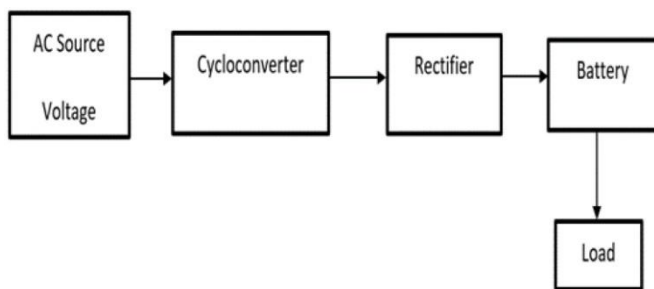 AC Source
Voltage
Cycloconverter
Rectifier
Battery
Load